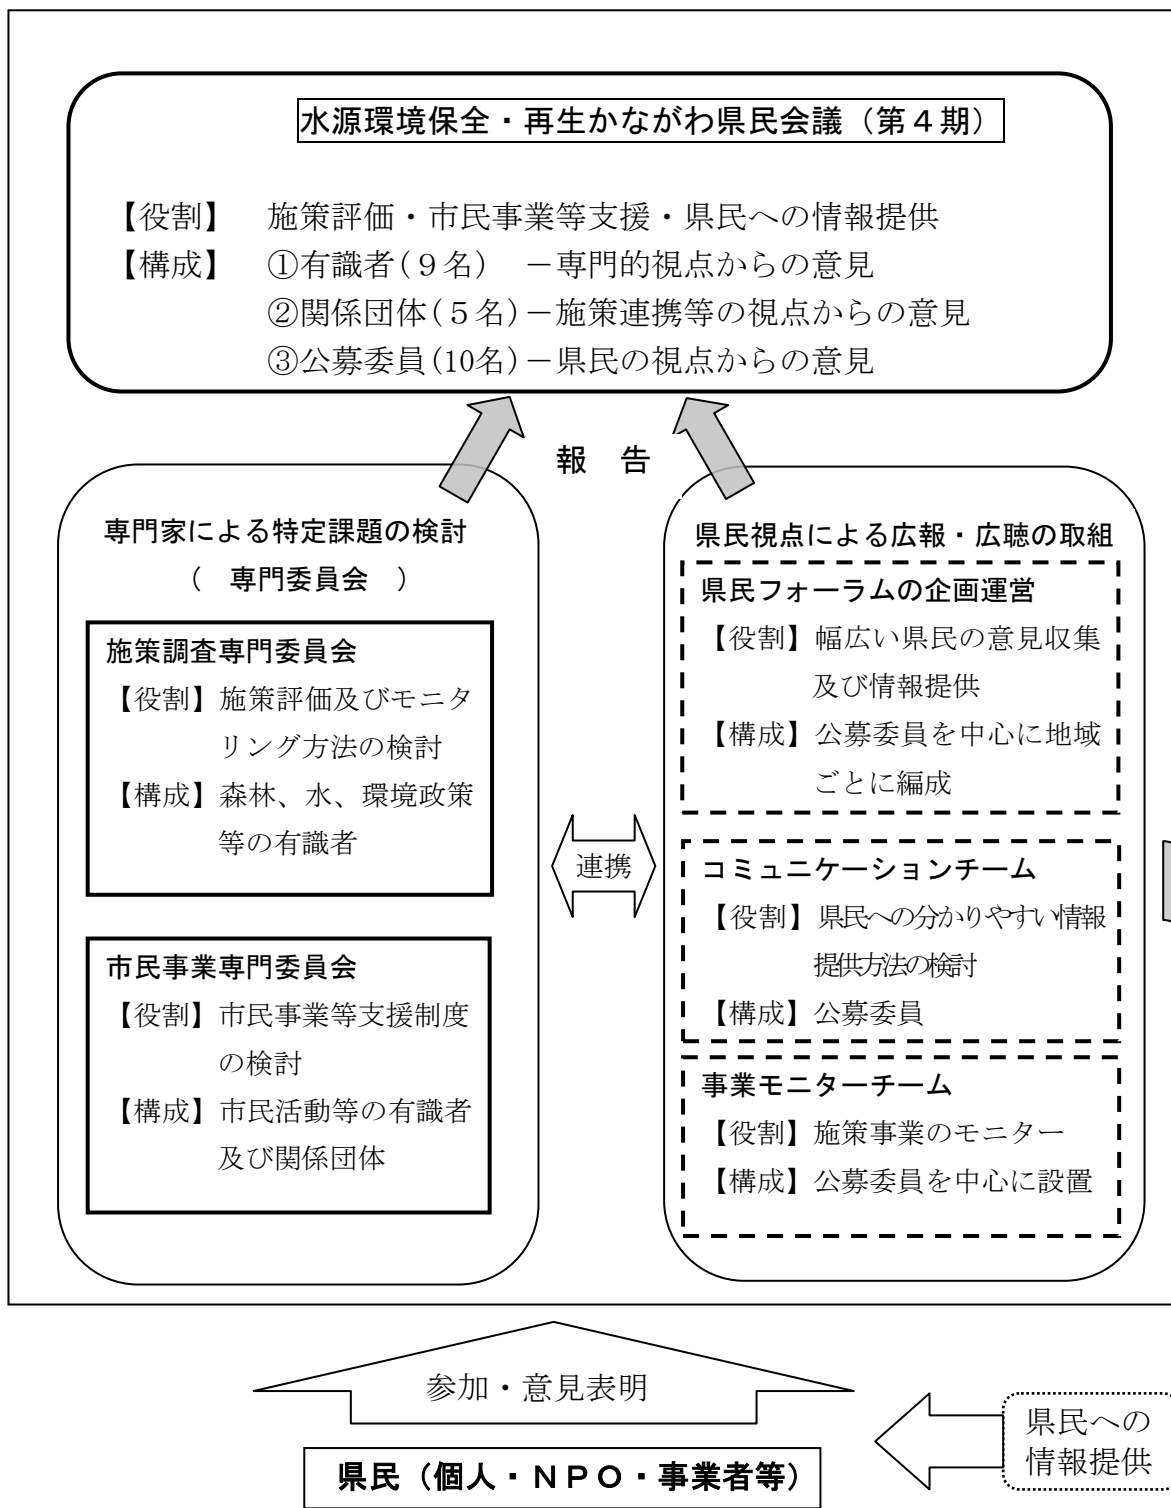 水源環境保全・再生かながわ県民会議（第４期）
【役割】　施策評価・市民事業等支援・県民への情報提供
【構成】　①有識者(９名)　－専門的視点からの意見
②関係団体(５名)－施策連携等の視点からの意見
③公募委員(10名)－県民の視点からの意見
報　告
専門家による特定課題の検討
（　専門委員会　）
施策調査専門委員会
【役割】施策評価及びモニタ
リング方法の検討
【構成】森林、水、環境政策
等の有識者
市民事業専門委員会
【役割】市民事業等支援制度
の検討
【構成】市民活動等の有識者
及び関係団体
連携
県民視点による広報・広聴の取組
県民フォーラムの企画運営
【役割】幅広い県民の意見収集
及び情報提供
【構成】公募委員を中心に地域
ごとに編成
コミュニケーションチーム
【役割】県民への分かりやすい情報
提供方法の検討
【構成】公募委員
事業モニターチーム
【役割】施策事業のモニター
【構成】公募委員を中心に設置
参加・意見表明
県民（個人・ＮＰＯ・事業者等）
県民への
情報提供